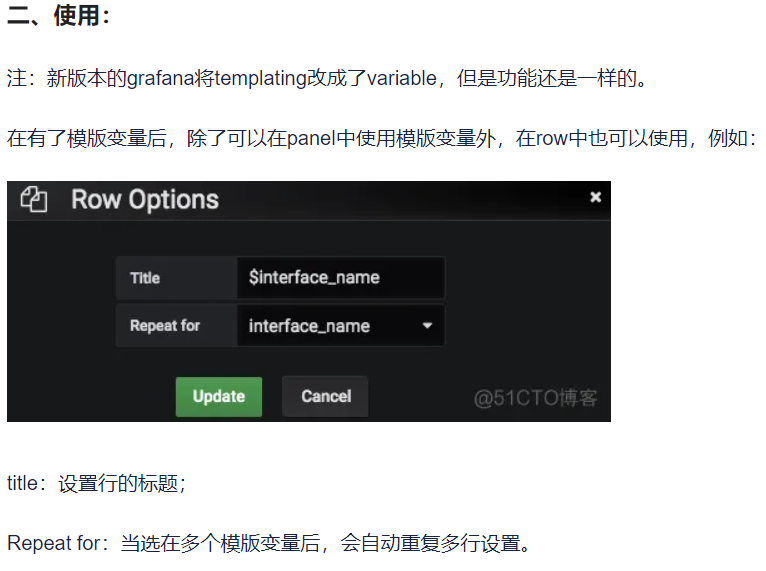 二、使用：
注：新版本的grafana将templating改成了variable，但是功能还是一样的。
在有了模版变量后，除了可以在panel中使用模版变量外，在row中也可以使用，例如：
Row Options
×
Title
$interface_name
Repeat for
interface_name
Update
Cancel
@51CTO博客
title：设置行的标题；
Repeat for：当选在多个模版变量后，会自动重复多行设置。